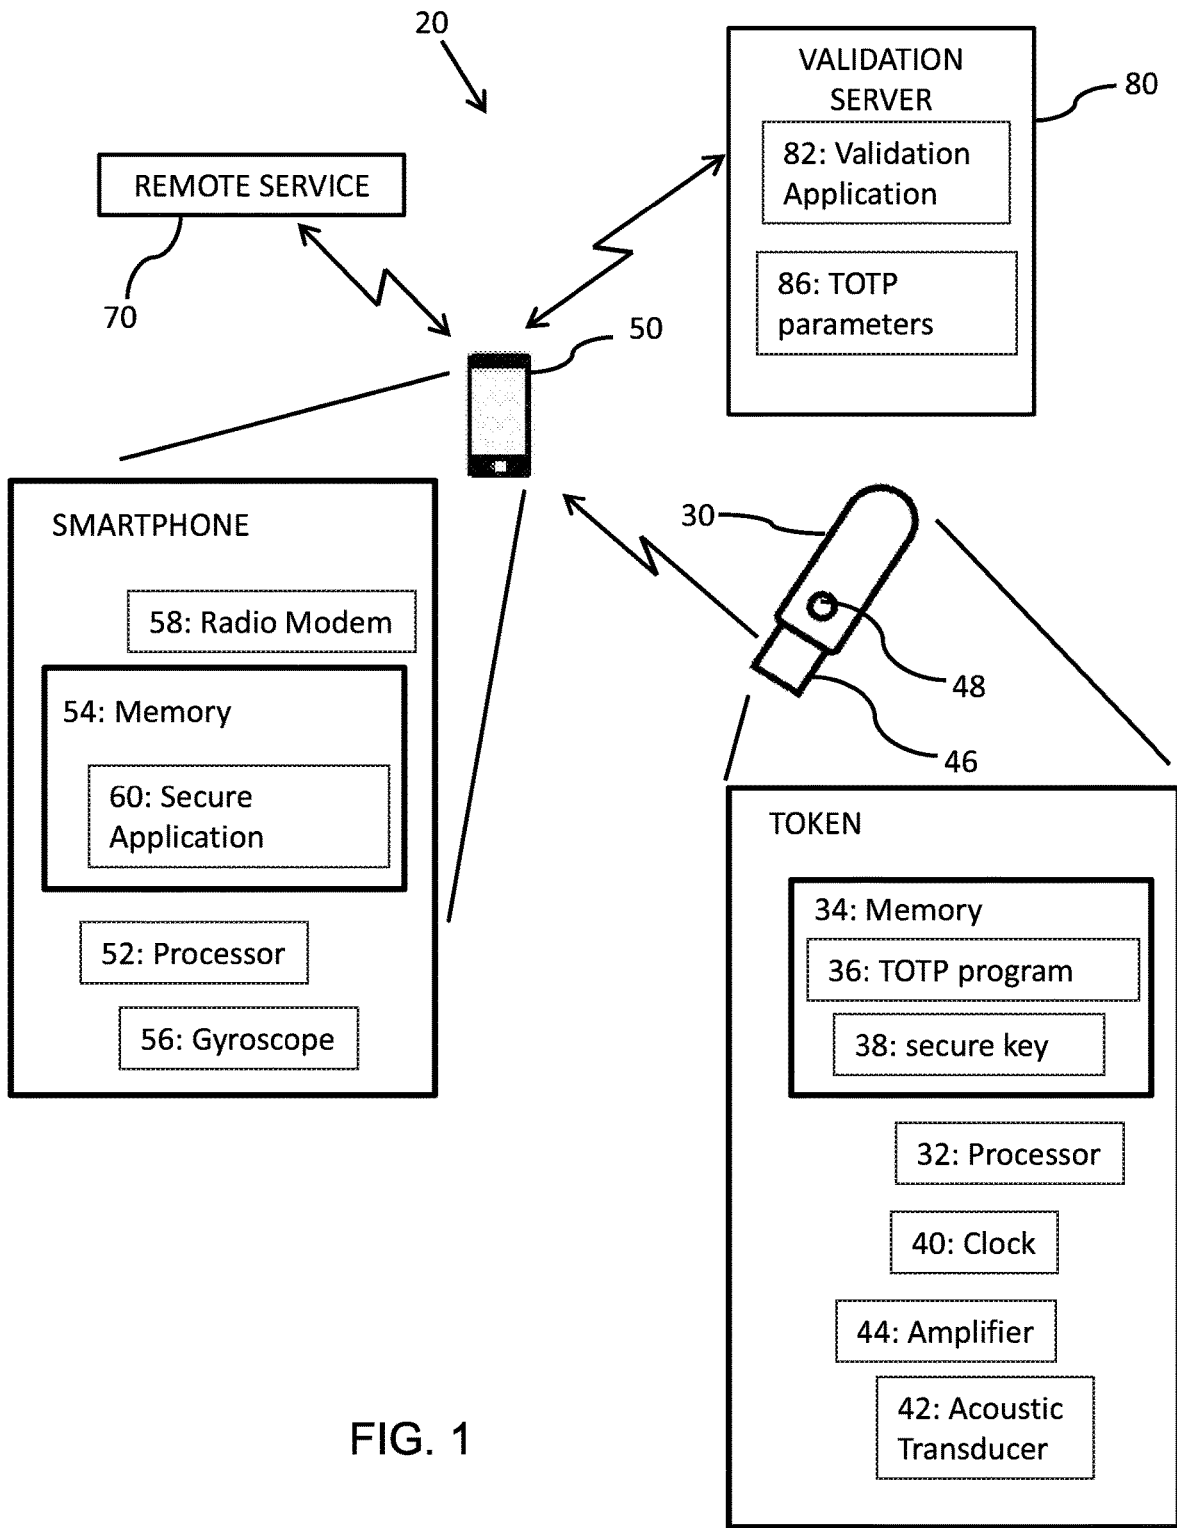 20
VALIDATION
SERVER
80
82: Validation
Application
86: TOTP
parameters
REMOTE SERVICE
70
50
SMARTPHONE
58: Radio Modem
54: Memory
60: Secure
Application
52: Processor
56: Gyroscope
30
48
46
TOKEN
34: Memory
36: TOTP program
38: secure key
32: Processor
40: Clock
44: Amplifier
42: Acoustic
Transducer
FIG. 1